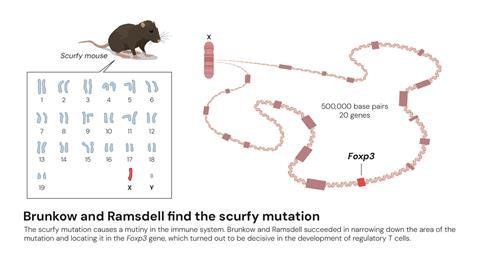 Scurfy mouse
X
1 2 3 4 5 6
7 8 9 10 11 12
13 14 15 16 17 18
19 X Y
500,000 base pairs
20 genes
Foxp3
Brunkow and Ramsdell find the scurfy mutation
The scurfy mutation causes a mutiny in the immune system. Brunkow and Ramsdell succeeded in narrowing down the area of the
mutation and locating it in the Foxp3 gene, which turned out to be decisive in the development of regulatory T cells.